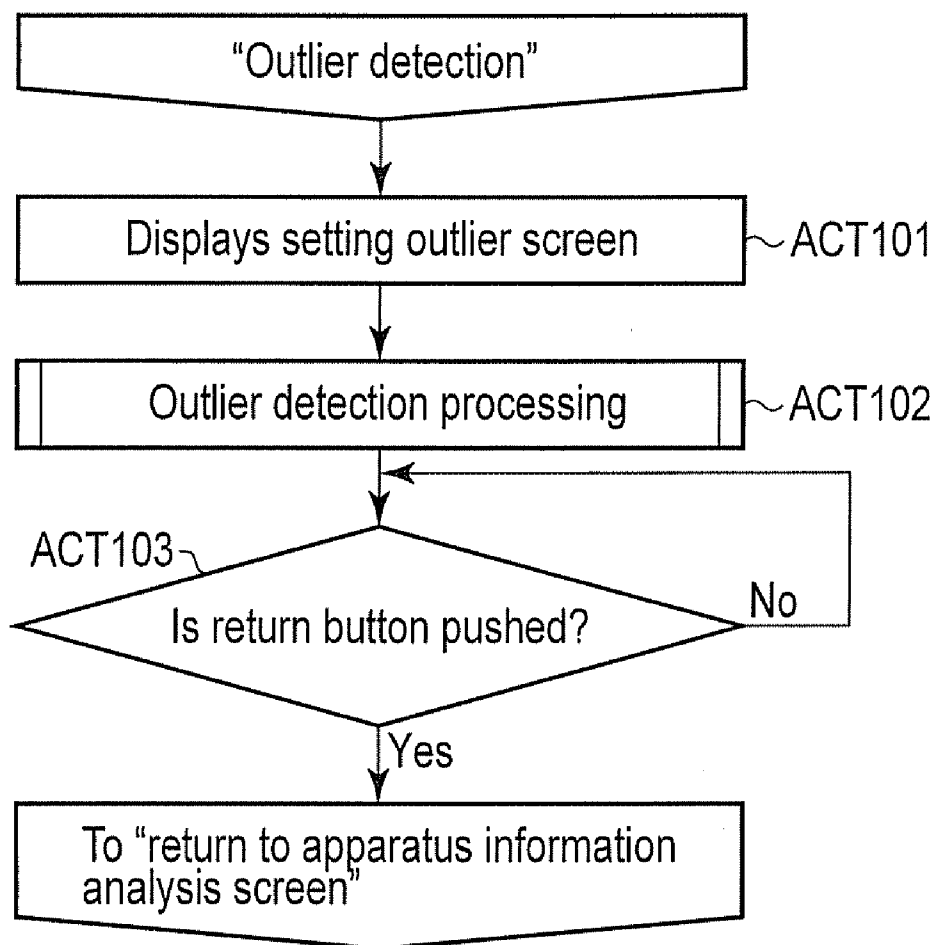 “Outlier detection”
Displays setting outlier screen
ACT101
Outlier detection processing
ACT102
ACT103
Is return button pushed?
No
Yes
To “return to apparatus information
analysis screen”